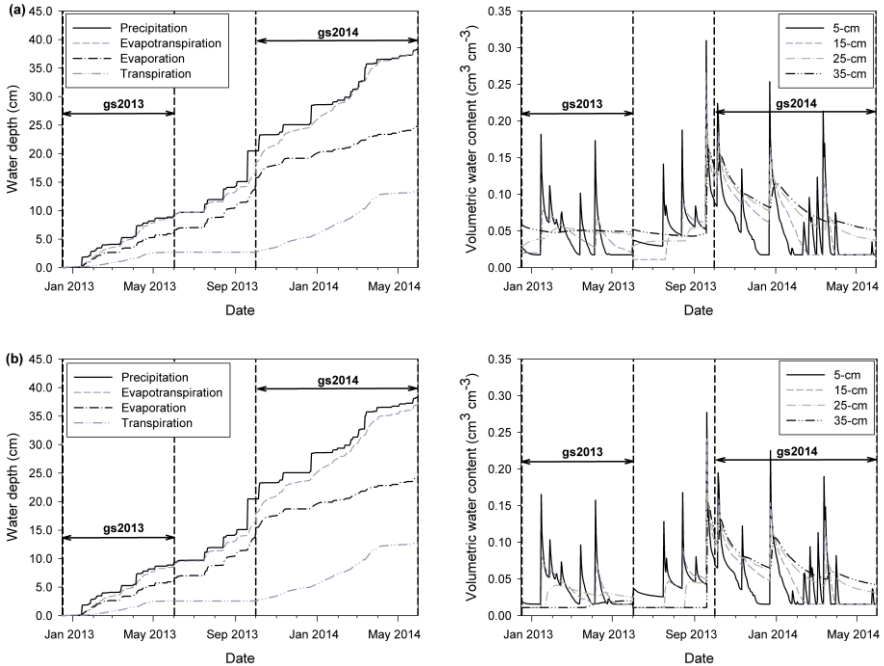 (a)
45.0
40.0
35.0
30.0
25.0
20.0
15.0
10.0
5.0
0.0
Water depth (cm)
Precipitation
Evapotranspiration
Evaporation
Transpiration
gs2013
gs2014
Jan 2013 May 2013 Sep 2013 Jan 2014 May 2014
Date
0.35
0.30
0.25
0.20
0.15
0.10
0.05
0.00
Volumetric water content (cm³ cm⁻³)
5-cm
15-cm
25-cm
35-cm
gs2013
gs2014
Jan 2013 May 2013 Sep 2013 Jan 2014 May 2014
Date
(b)
45.0
40.0
35.0
30.0
25.0
20.0
15.0
10.0
5.0
0.0
Water depth (cm)
Precipitation
Evapotranspiration
Evaporation
Transpiration
gs2013
gs2014
Jan 2013 May 2013 Sep 2013 Jan 2014 May 2014
Date
0.35
0.30
0.25
0.20
0.15
0.10
0.05
0.00
Volumetric water content (cm³ cm⁻³)
5-cm
15-cm
25-cm
35-cm
gs2013
gs2014
Jan 2013 May 2013 Sep 2013 Jan 2014 May 2014
Date